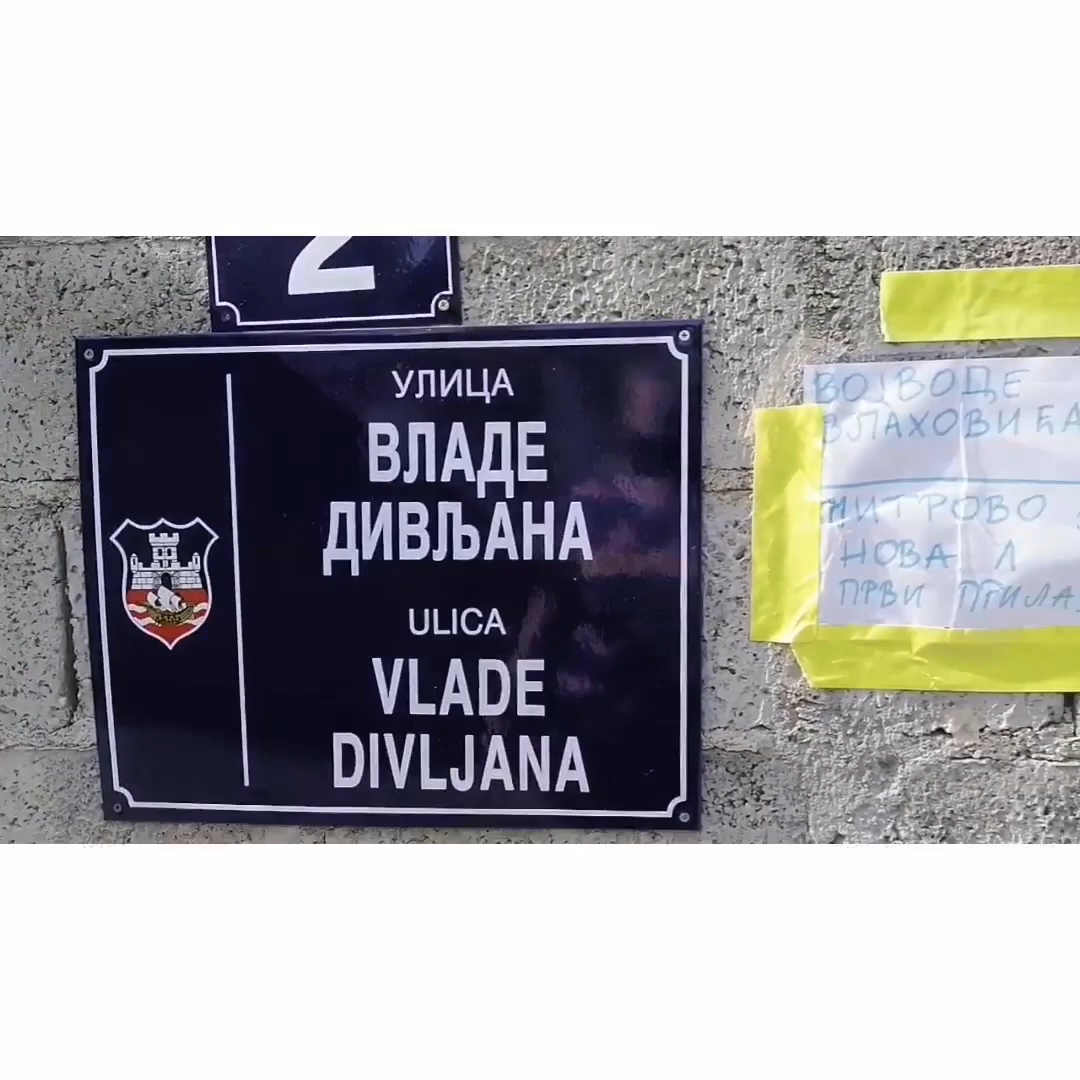 2
УЛИЦА
ВЛАДЕ
ДИВЉАНА
ULICA
VLADE
DIVLJANA
ВОЈВОДЕ
ВЛАХОВИЋА
МИТРОВО
НОВА Л
ПРВИ